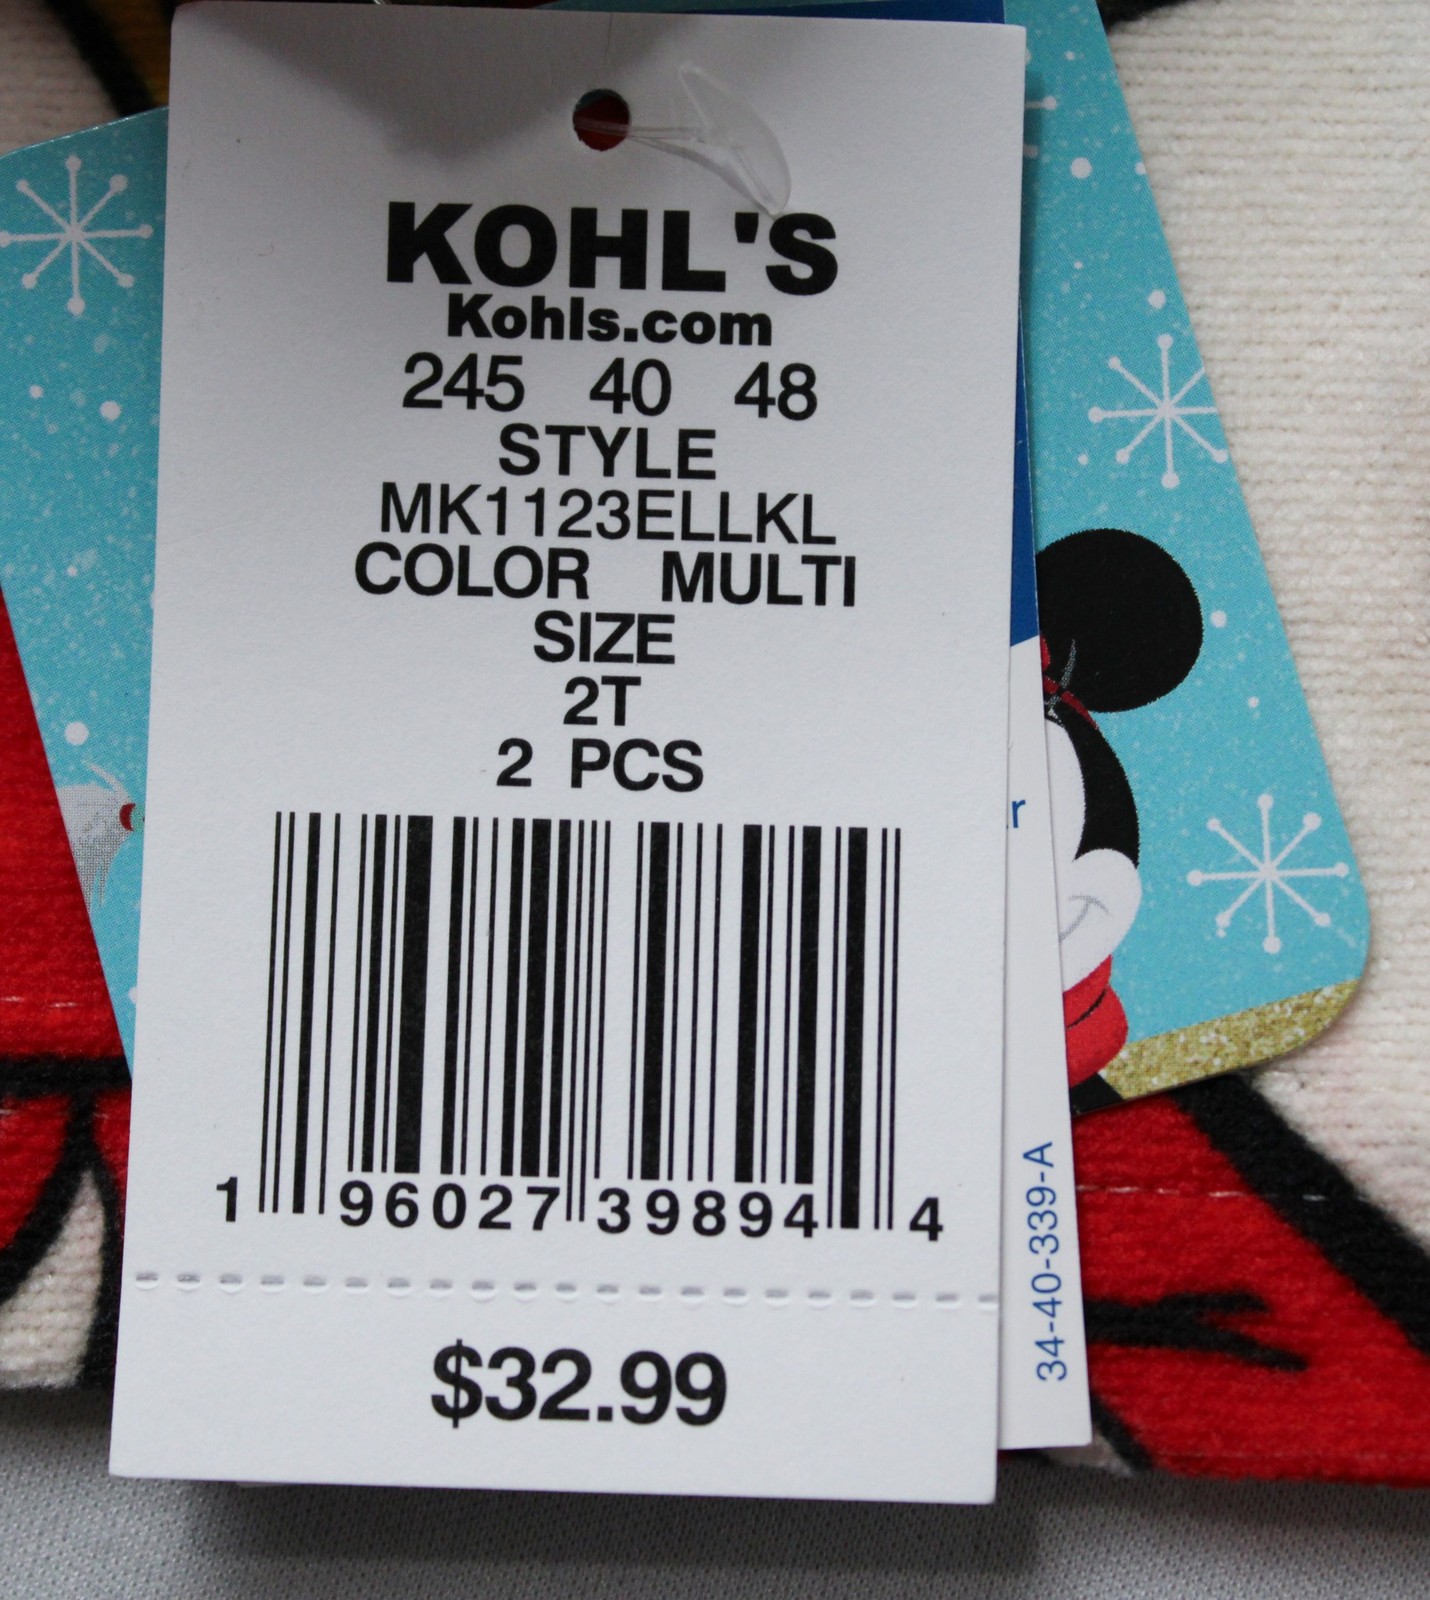 KOHL'S
Kohls.com
245 40 48
STYLE
MK1123ELLKL
COLOR MULTI
SIZE
2T
2 PCS
1 96027 39894 4
$32.99
r
34-40-339-A